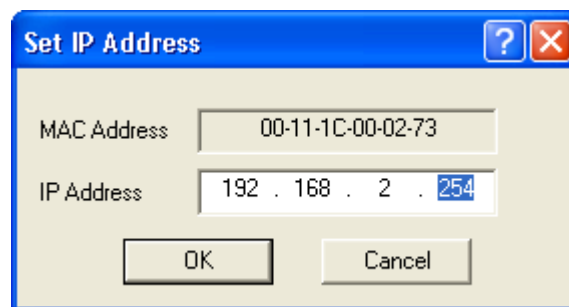 Set IP Address ?
MAC Address 00-11-1C-00-02-73
IP Address 192 . 168 . 2 . 254
OK Cancel